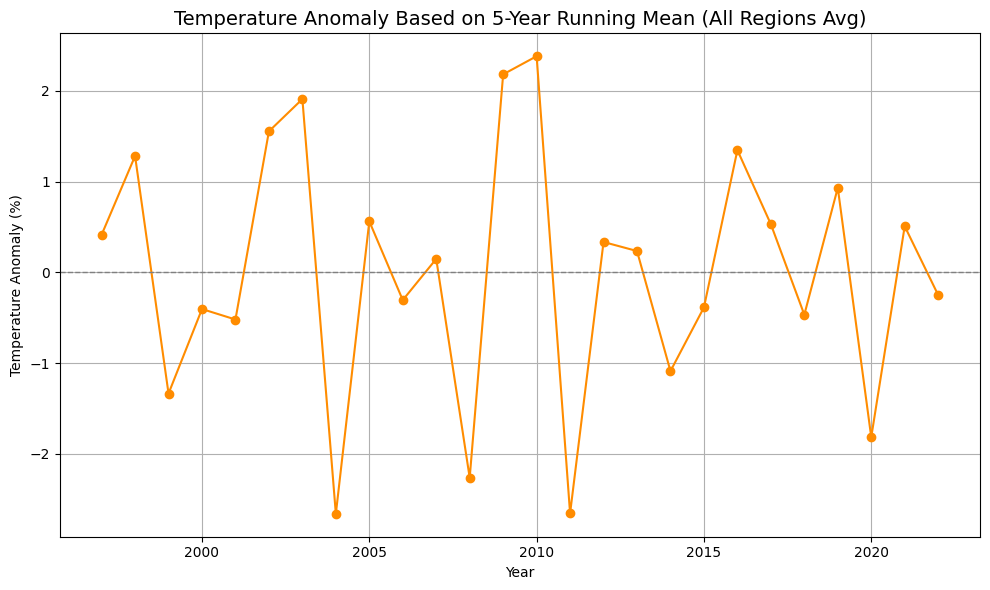 Temperature Anomaly Based on 5-Year Running Mean (All Regions Avg)
Temperature Anomaly (%)
2
1
0
−1
−2
2000 2005 2010 2015 2020
Year